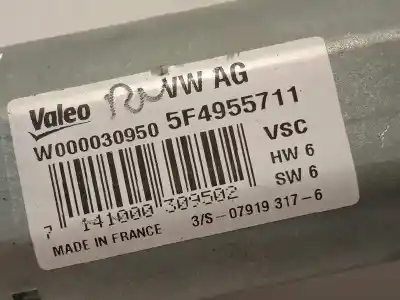 Valeo VW AG
W000030950 5F4955711
VSC
HW 6
SW 6
7 141000 309502
MADE IN FRANCE 3/S-07919 317-6